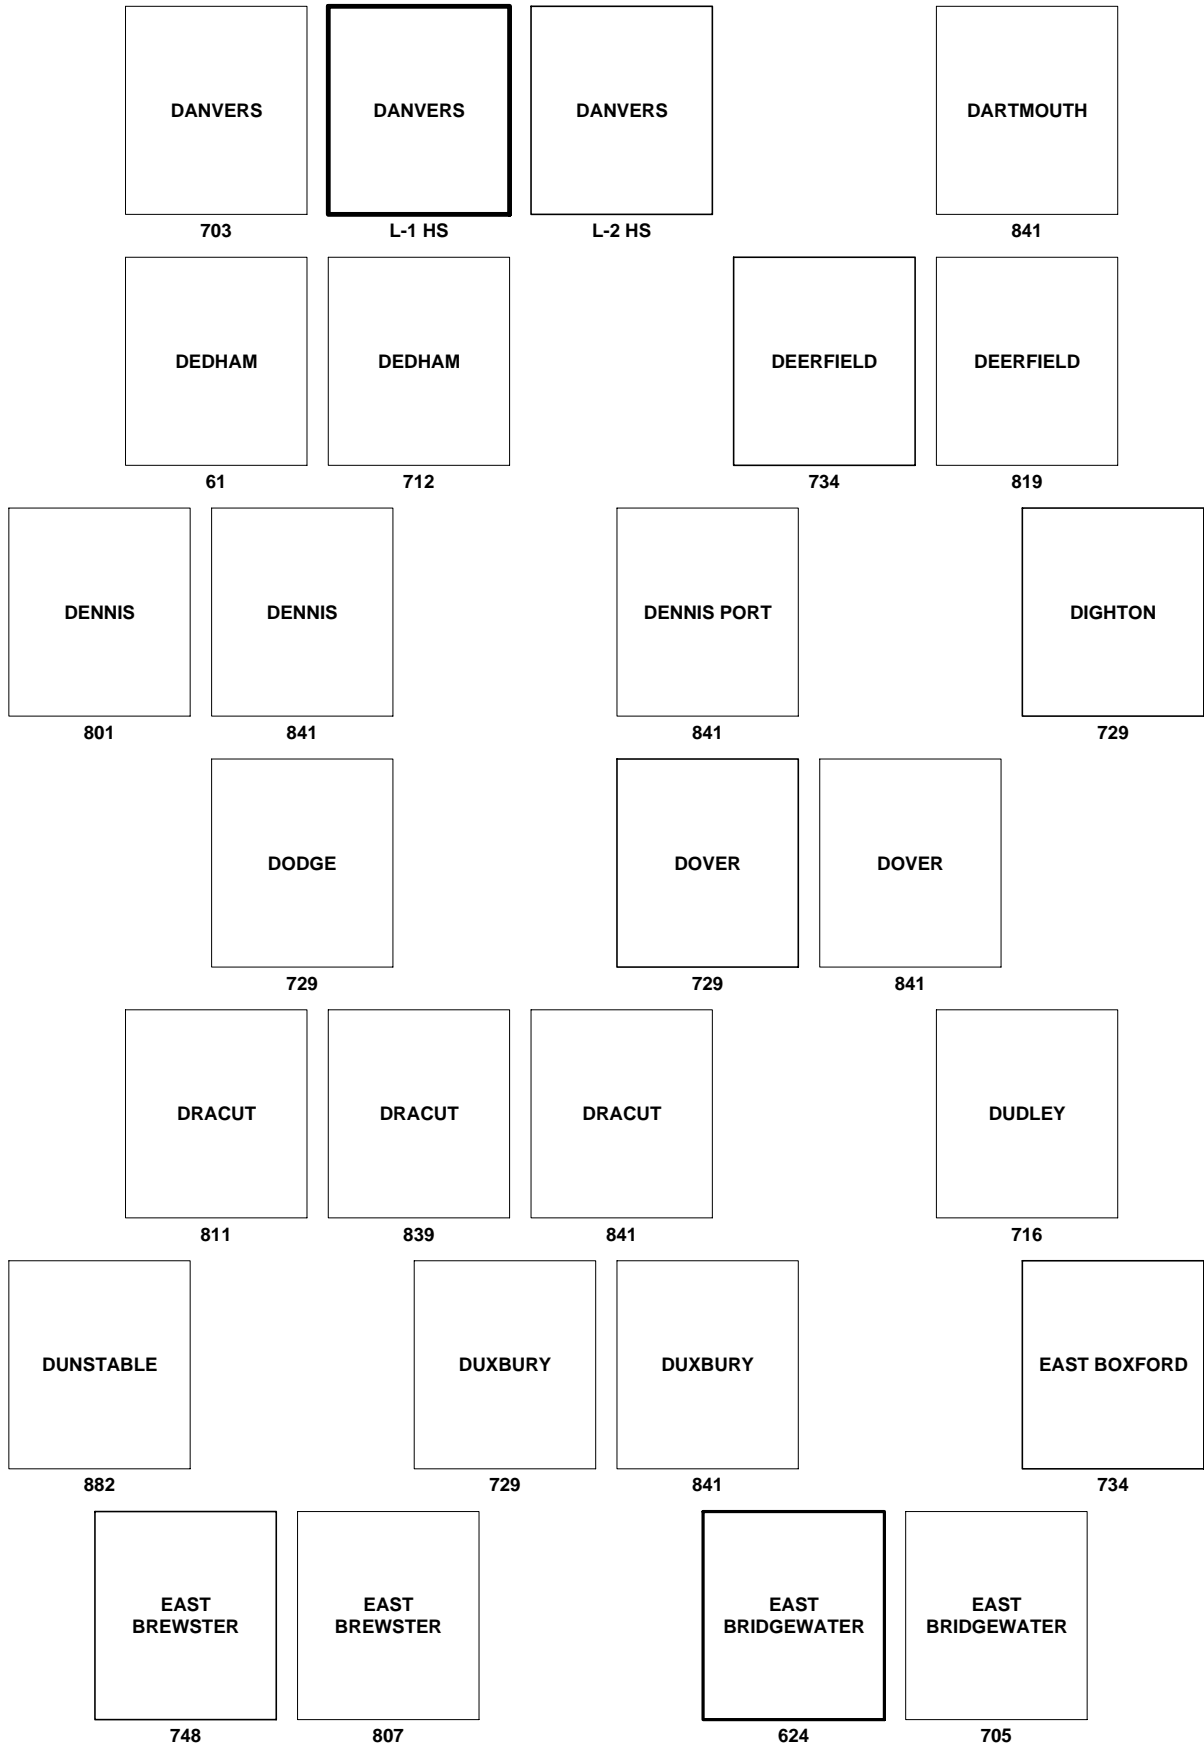 DANVERS DANVERS DANVERS DARTMOUTH
703 L-1 HS L-2 HS 841
DEDHAM DEDHAM DEERFIELD DEERFIELD
61 712 734 819
DENNIS DENNIS DENNIS PORT DIGHTON
801 841 841 729
DODGE DOVER DOVER
729 729 841
DRACUT DRACUT DRACUT DUDLEY
811 839 841 716
DUNSTABLE DUXBURY DUXBURY EAST BOXFORD
882 729 841 734
EAST EAST EAST EAST
BREWSTER BREWSTER BRIDGEWATER BRIDGEWATER
748 807 624 705